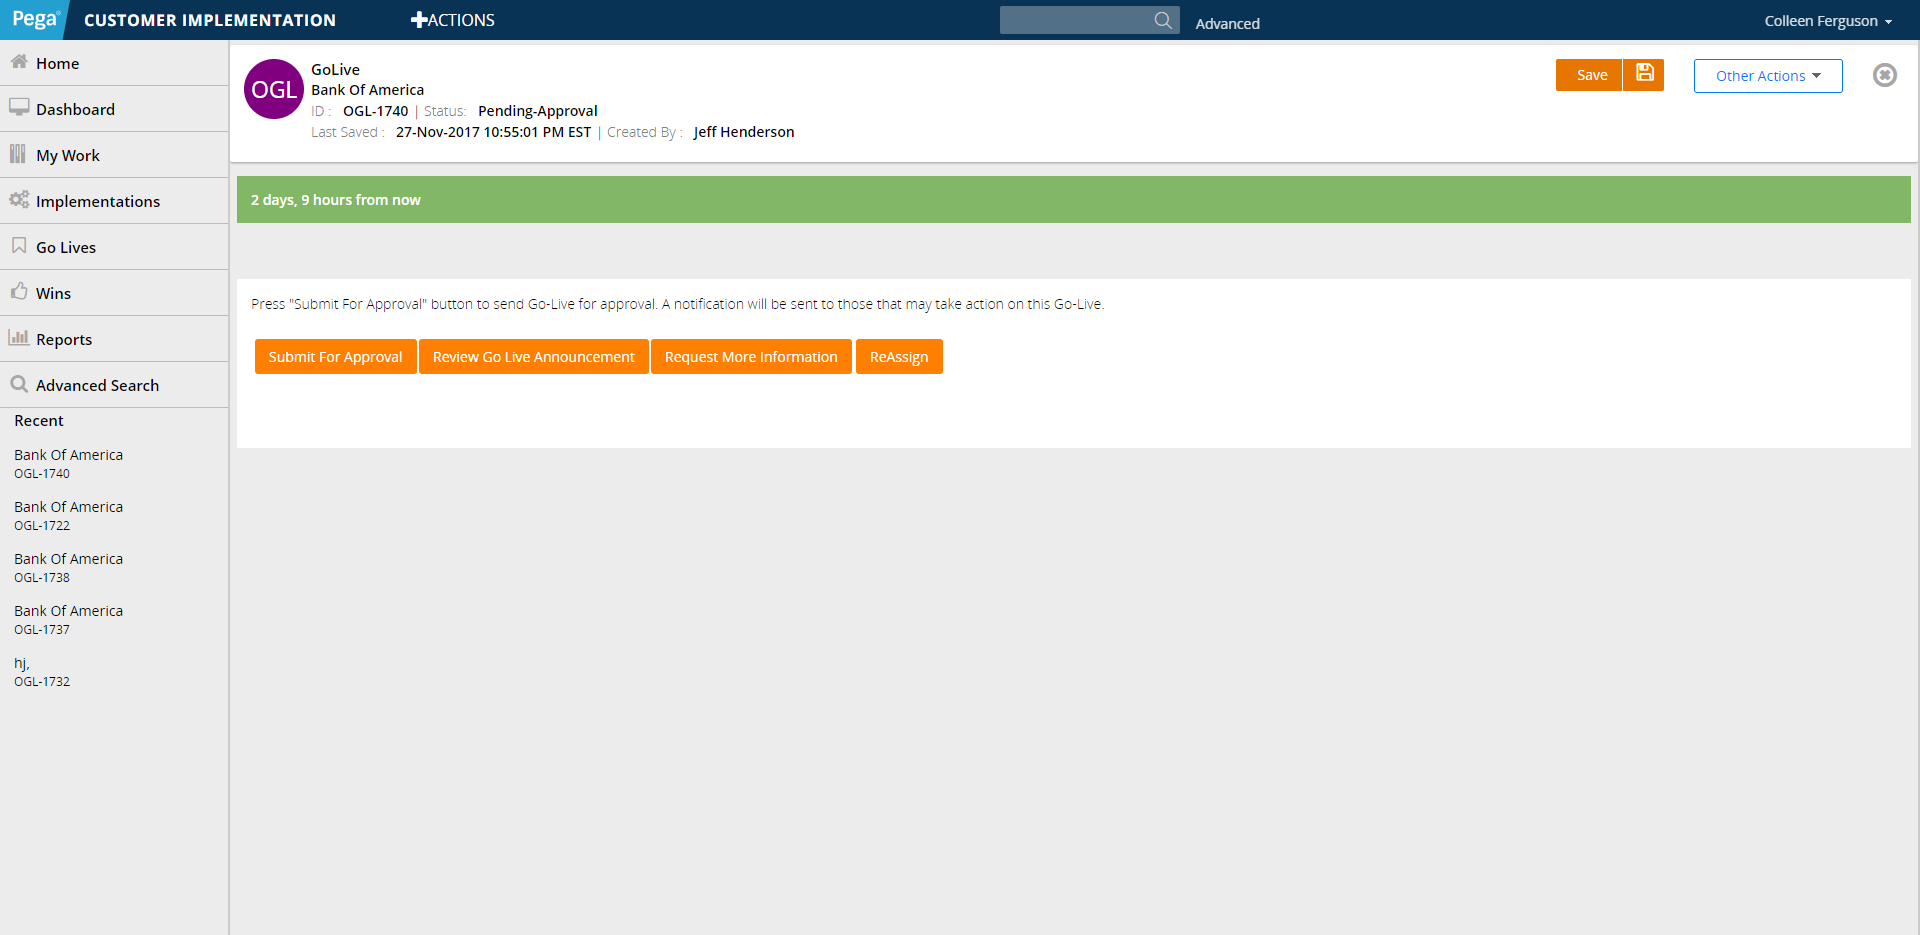 Pega® CUSTOMER IMPLEMENTATION ACTIONS Advanced Colleen Ferguson
Home
Dashboard
My Work
Implementations
Go Lives
Wins
Reports
Advanced Search
Recent
Bank Of America
OGL-1740
Bank Of America
OGL-1722
Bank Of America
OGL-1738
Bank Of America
OGL-1737
hj,
OGL-1732
OGL
GoLive
Bank Of America
ID : OGL-1740 | Status: Pending-Approval
Last Saved : 27-Nov-2017 10:55:01 PM EST | Created By : Jeff Henderson
Save Other Actions
2 days, 9 hours from now
Press "Submit For Approval" button to send Go-Live for approval. A notification will be sent to those that may take action on this Go-Live.
Submit For Approval Review Go Live Announcement Request More Information ReAssign